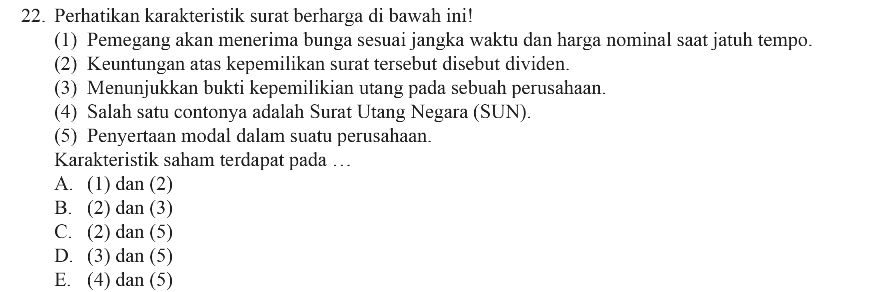 22. Perhatikan karakteristik surat berharga di bawah ini!
(1) Pemegang akan menerima bunga sesuai jangka waktu dan harga nominal saat jatuh tempo.
(2) Keuntungan atas kepemilikan surat tersebut disebut dividen.
(3) Menunjukkan bukti kepemilikian utang pada sebuah perusahaan.
(4) Salah satu contonya adalah Surat Utang Negara (SUN).
(5) Penyertaan modal dalam suatu perusahaan.
Karakteristik saham terdapat pada …
A. (1) dan (2)
B. (2) dan (3)
C. (2) dan (5)
D. (3) dan (5)
E. (4) dan (5)